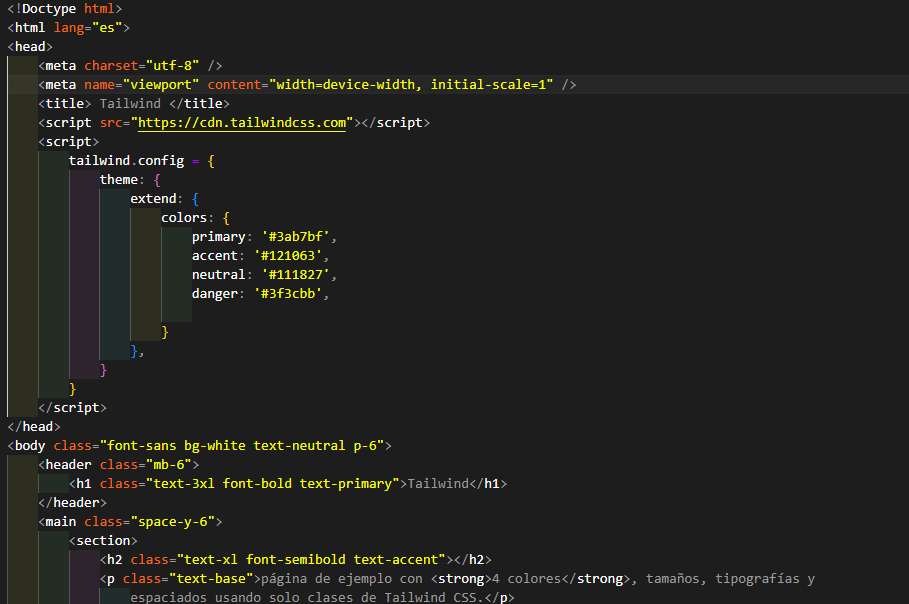 <!Doctype html>
<html lang="es">
<head>
<meta charset="utf-8" />
<meta name="viewport" content="width=device-width, initial-scale=1" />
<title> Tailwind </title>
<script src="https://cdn.tailwindcss.com"></script>
<script>
tailwind.config = {
theme: {
extend: {
colors: {
primary: '#3ab7bf',
accent: '#121063',
neutral: '#111827',
danger: '#3f3cbb',
}
},
}
}
</script>
</head>
<body class="font-sans bg-white text-neutral p-6">
<header class="mb-6">
<h1 class="text-3xl font-bold text-primary">Tailwind</h1>
</header>
<main class="space-y-6">
<section>
<h2 class="text-xl font-semibold text-accent"></h2>
<p class="text-base">página de ejemplo con <strong>4 colores</strong>, tamaños, tipografías y
espaciados usando solo clases de Tailwind CSS.</p>